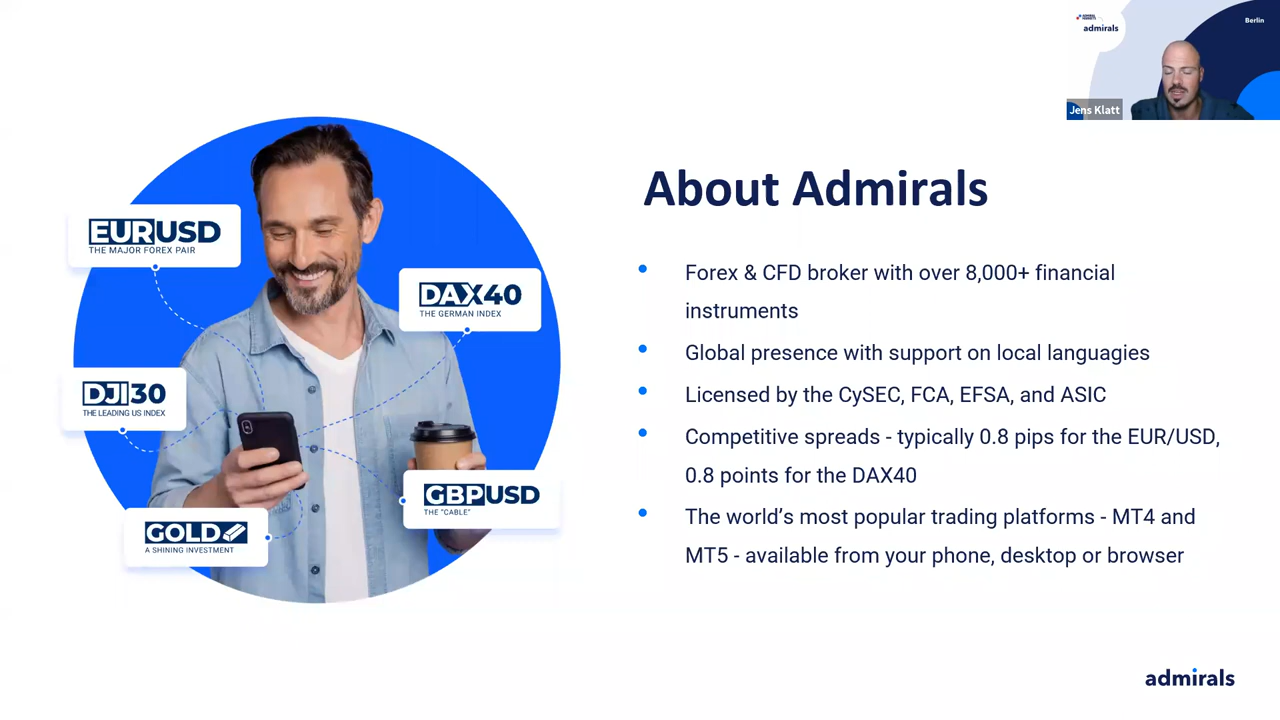 admirals
Berlin
Jens Klatt
About Admirals
EURUSD
THE MAJOR FOREX PAIR
DAX40
THE GERMAN INDEX
DJI30
THE LEADING US INDEX
GBPUSD
THE "CABLE"
GOLD
A SHINING INVESTMENT
• Forex & CFD broker with over 8,000+ financial
instruments
• Global presence with support on local languagies
• Licensed by the CySEC, FCA, EFSA, and ASIC
• Competitive spreads - typically 0.8 pips for the EUR/USD,
0.8 points for the DAX40
• The world’s most popular trading platforms - MT4 and
MT5 - available from your phone, desktop or browser
admirals